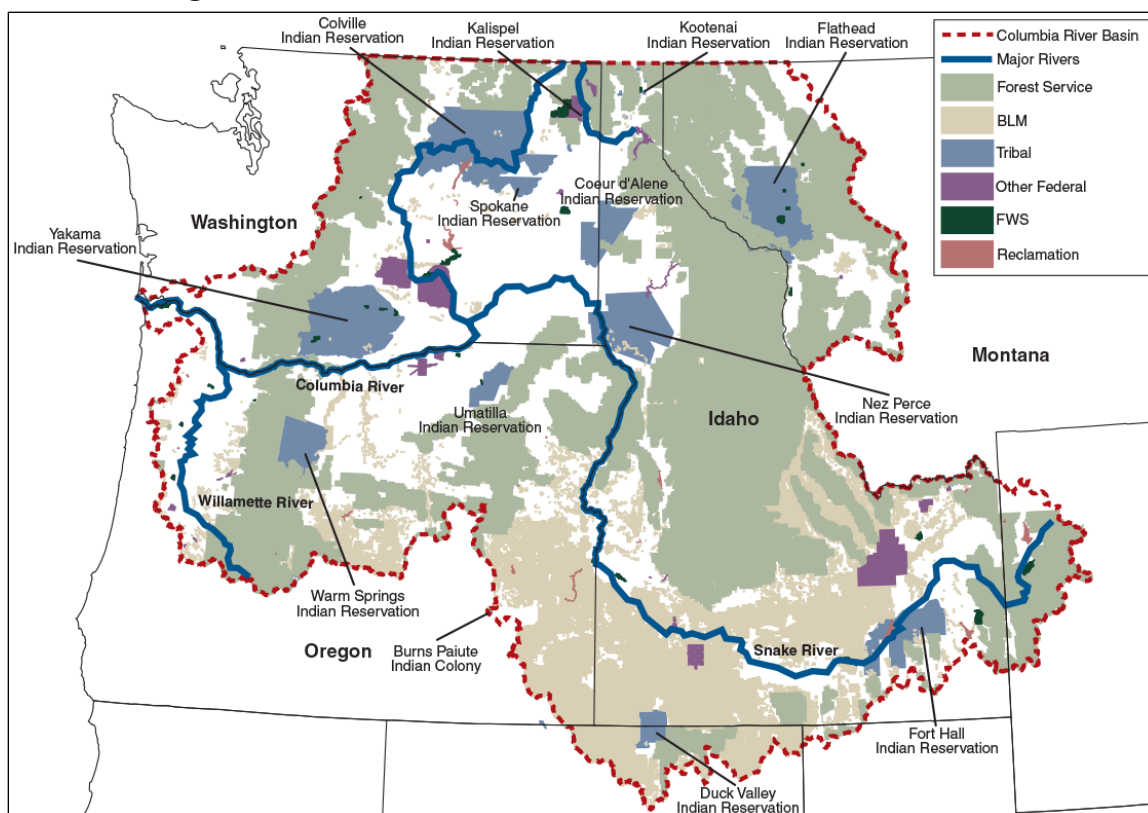 Colville
Indian Reservation
Kalispel
Indian Reservation
Kootenai
Indian Reservation
Flathead
Indian Reservation
Columbia River Basin
Major Rivers
Forest Service
BLM
Tribal
Other Federal
FWS
Reclamation
Coeur d'Alene
Indian Reservation
Spokane
Indian Reservation
Washington
Yakama
Indian Reservation
Montana
Columbia River
Umatilla
Indian Reservation
Idaho
Nez Perce
Indian Reservation
Willamette River
Warm Springs
Indian Reservation
Oregon
Burns Paiute
Indian Colony
Snake River
Fort Hall
Indian Reservation
Duck Valley
Indian Reservation